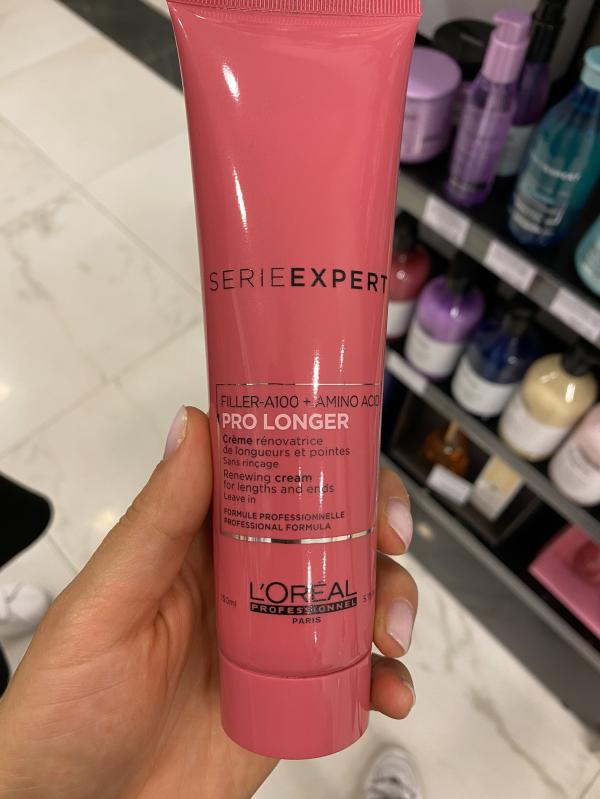 SERIEEXPERT
FILLER-A100 + AMINO ACID
PRO LONGER
Crème rénovatrice
de longueurs et pointes
Sans rinçage
Renewing cream
for lengths and ends
Leave in
FORMULE PROFESSIONNELLE
PROFESSIONAL FORMULA
L'ORÉAL
PROFESSIONNEL
PARIS